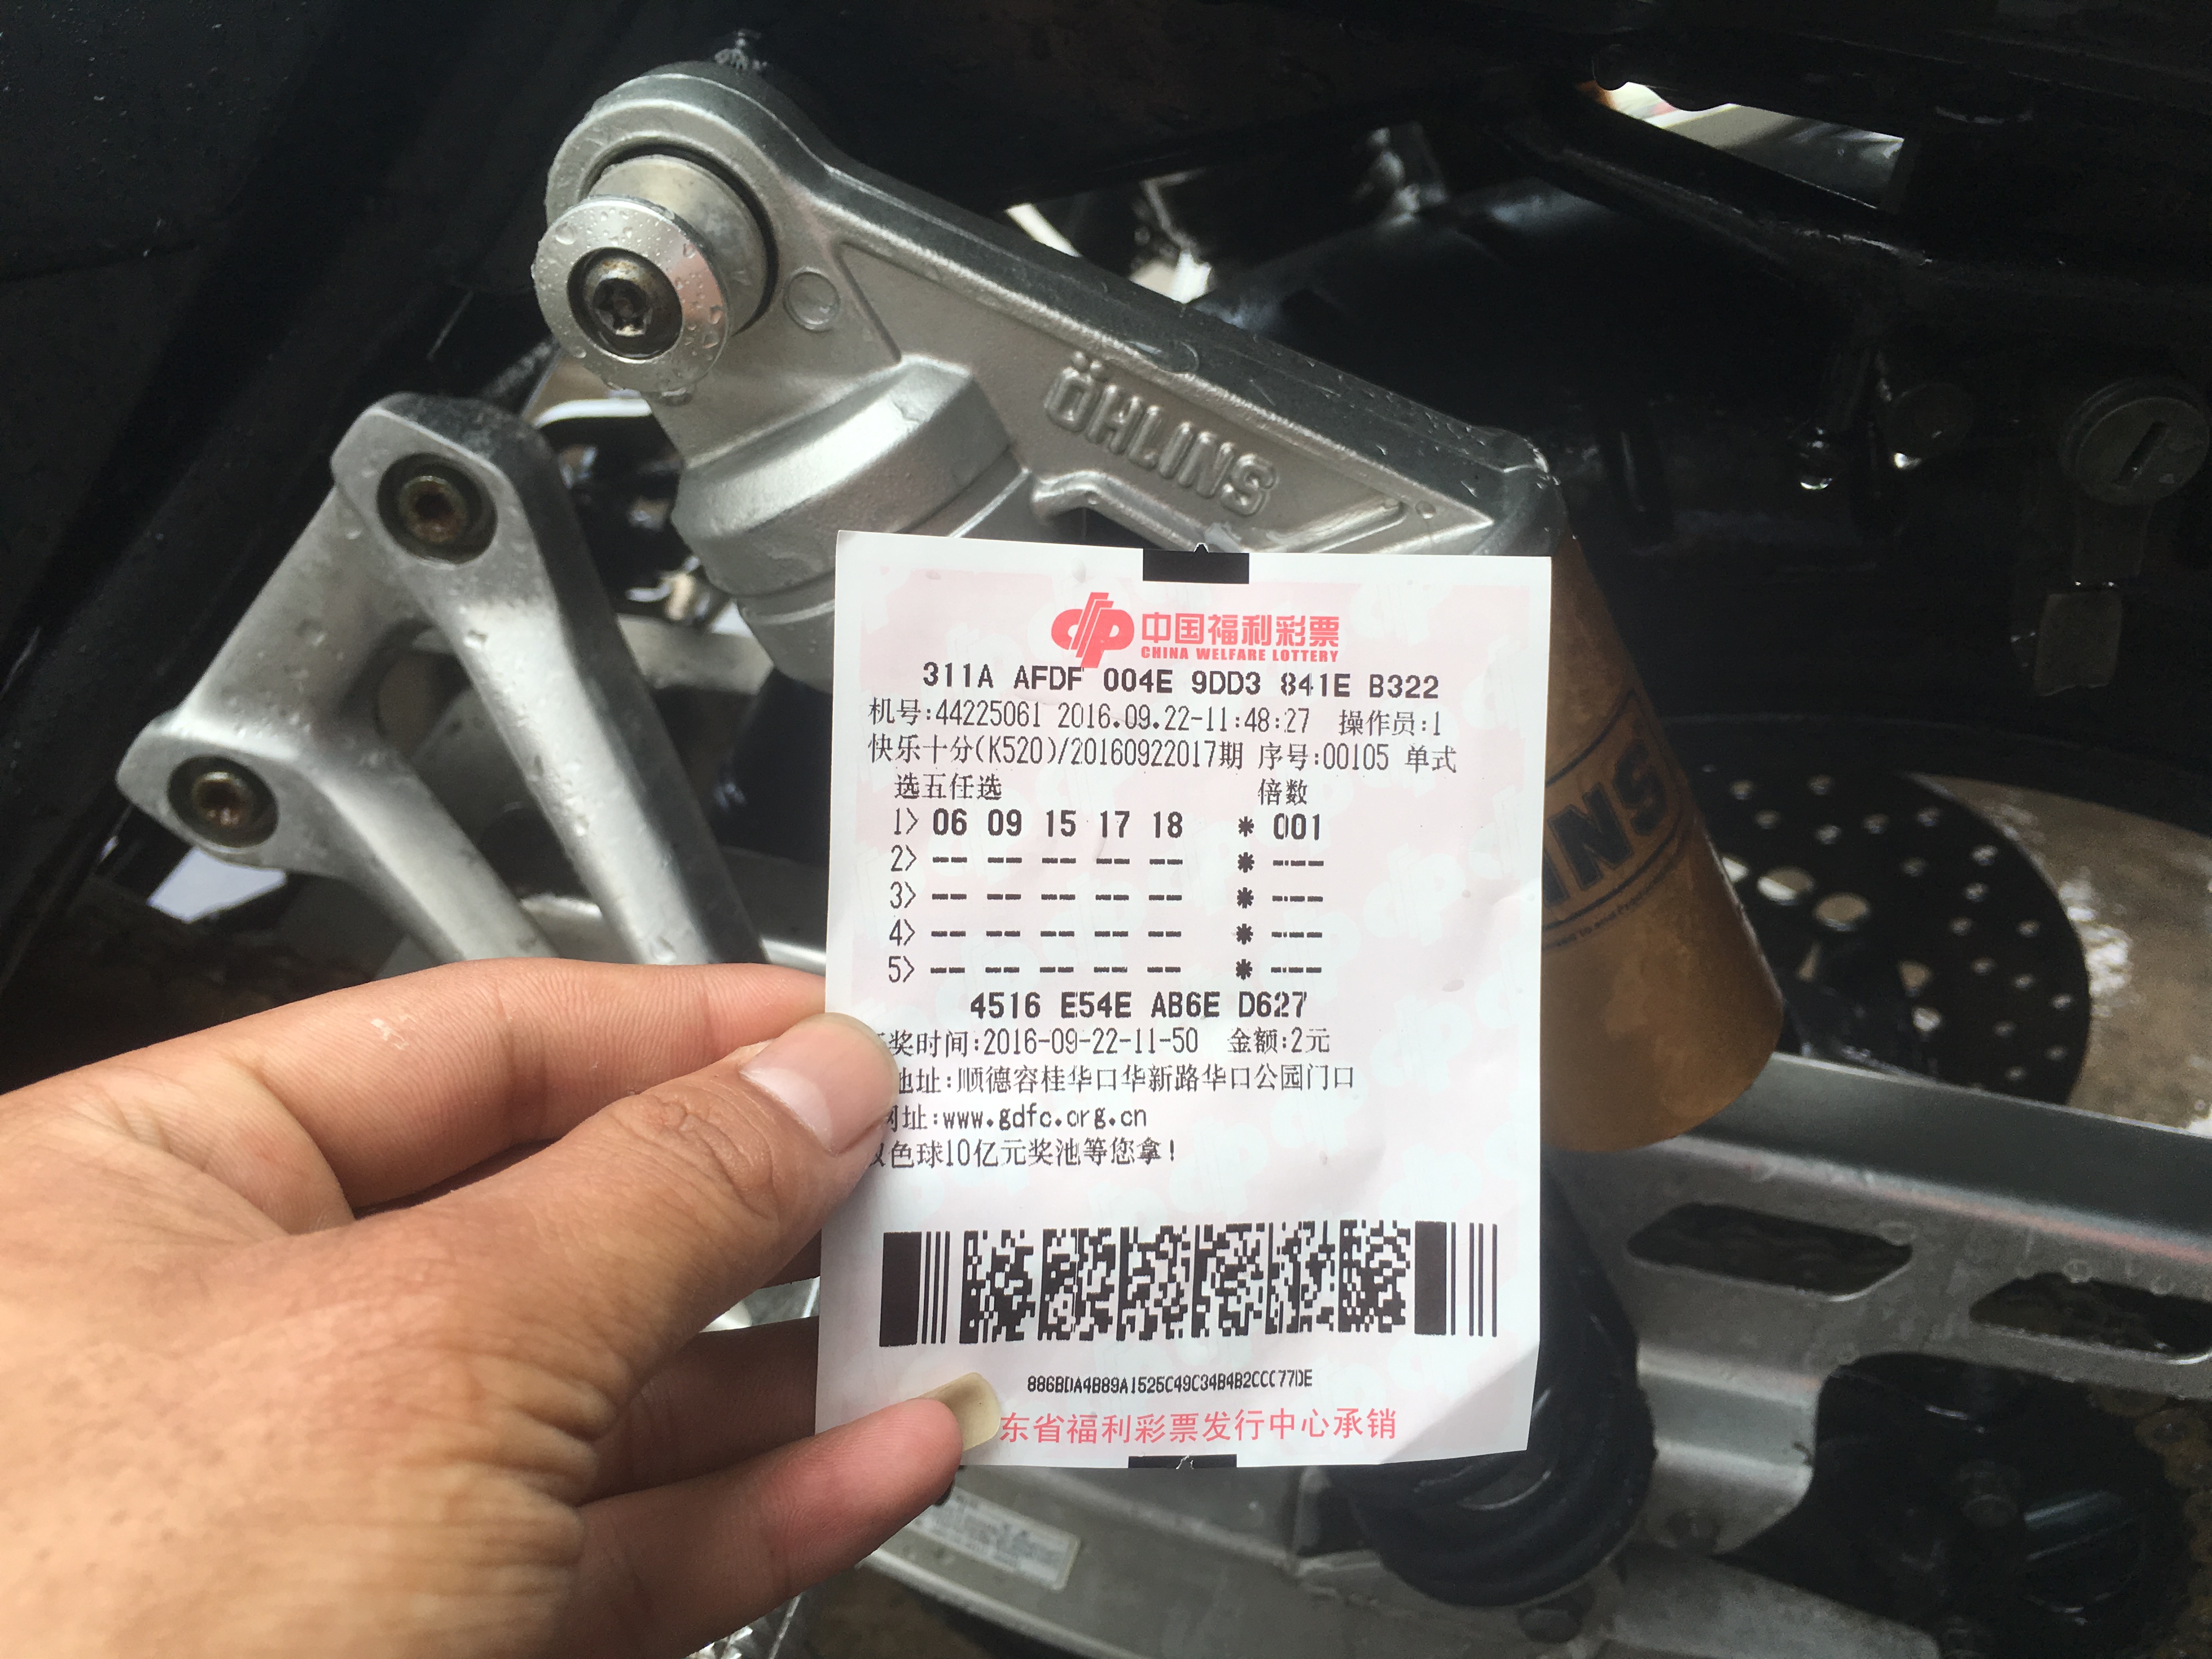 ÖHLINS
中国福利彩票
CHINA WELFARE LOTTERY
311A AFDF 004E 9DD3 841E B322
机号:44225061 2016.09.22-11:48:27 操作员:1
快乐十分(K520)/20160922017期 序号:00105 单式
选五任选 倍数
1> 06 09 15 17 18 * 001
2> -- -- -- -- -- * ---
3> -- -- -- -- -- * ---
4> -- -- -- -- -- * ---
5> -- -- -- -- -- * ---
4516 E54E AB6E D627
奖时间:2016-09-22-11-50 金额:2元
地址:顺德容桂华口华新路华口公园门口
网址:www.gdfc.org.cn
色球10亿元奖池等您拿!
886BDA4B89A1525C49C34B4B2CCC77DE
东省福利彩票发行中心承销
INS